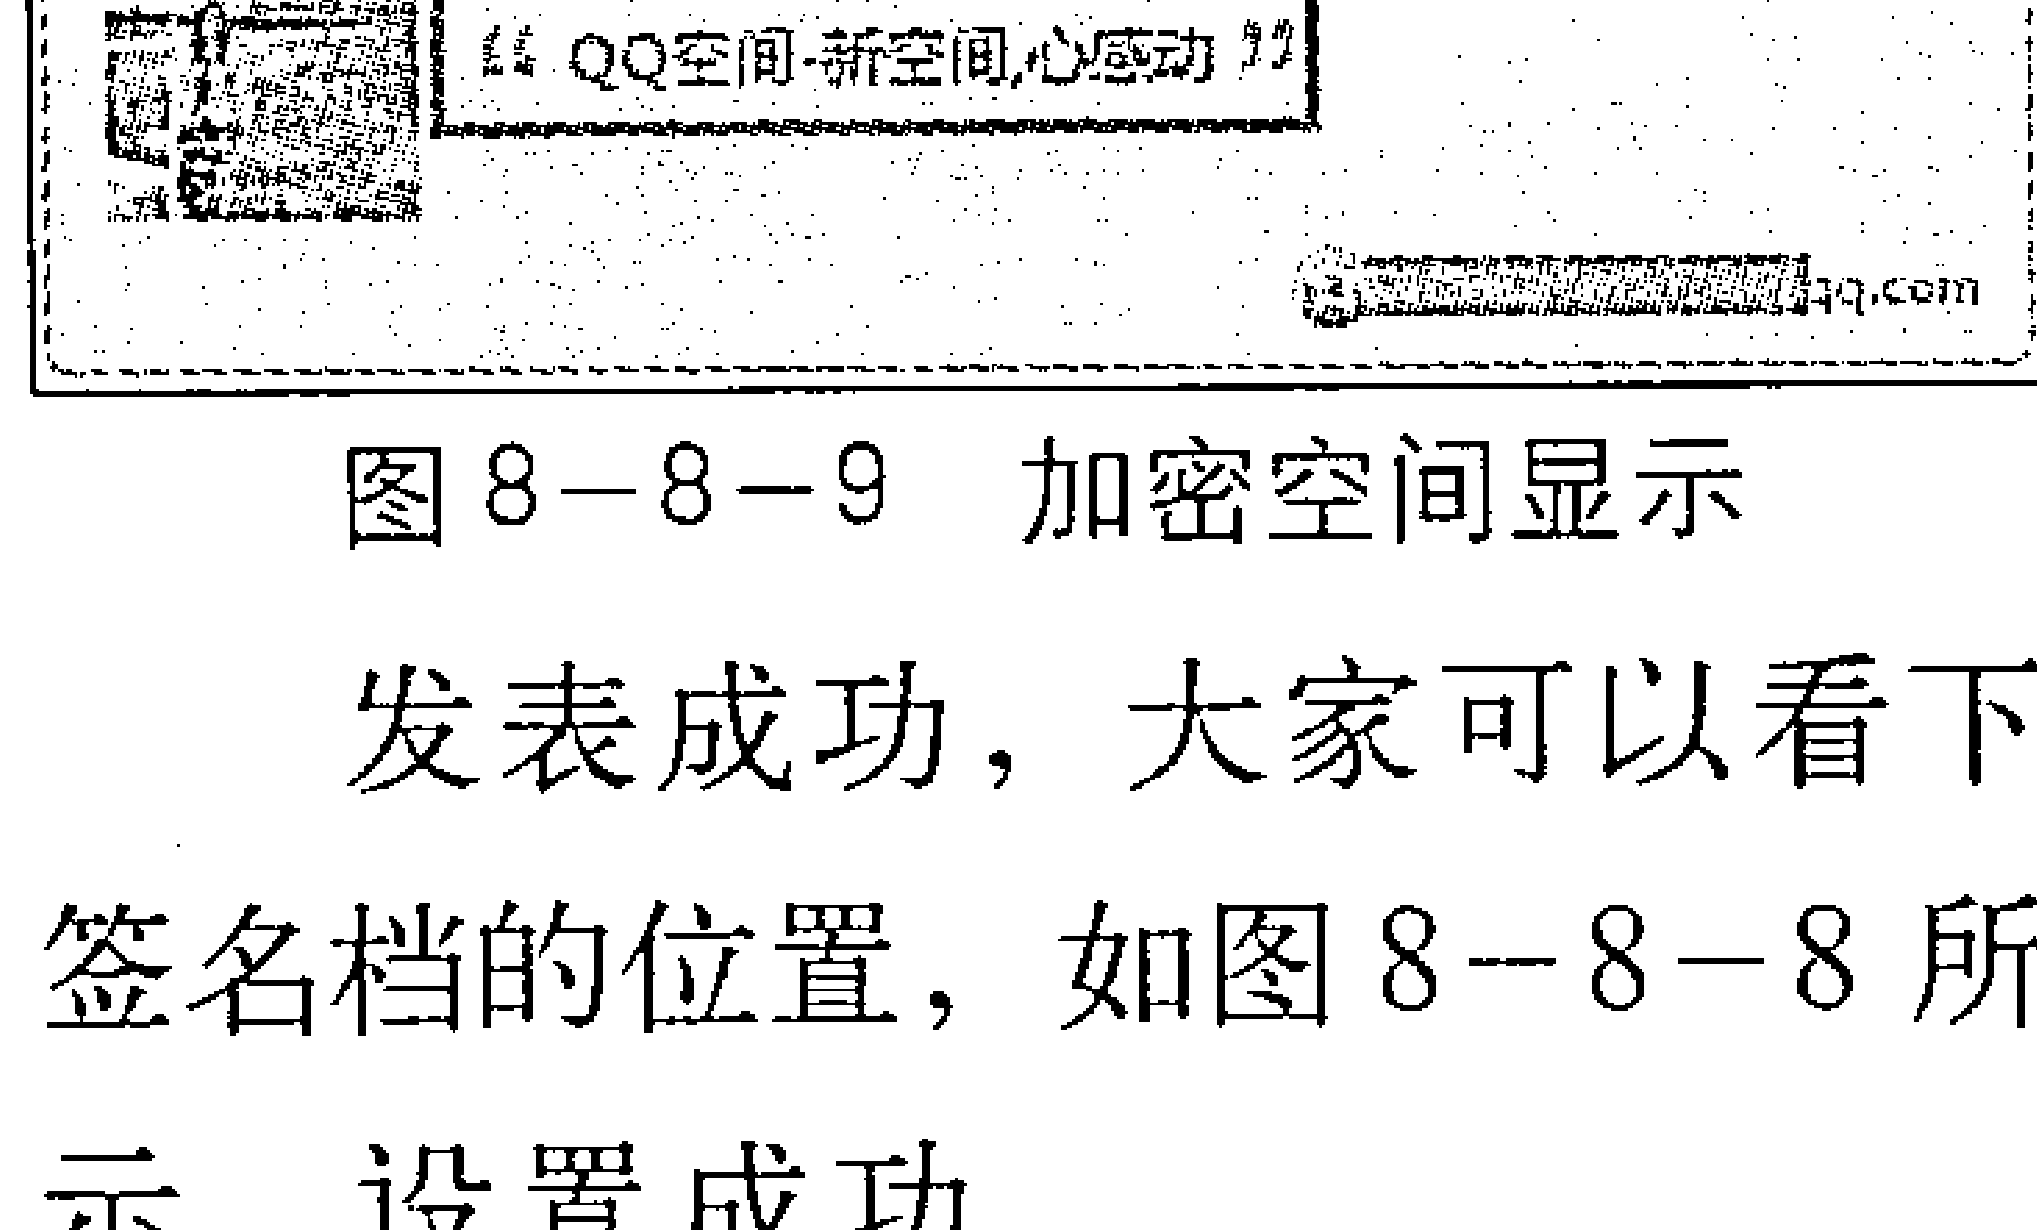 QQ空间·新空间,心感动
qq.com
图8-8-9 加密空间显示
发表成功，大家可以看下
签名档的位置，如图8-8-8所
示 设置成功